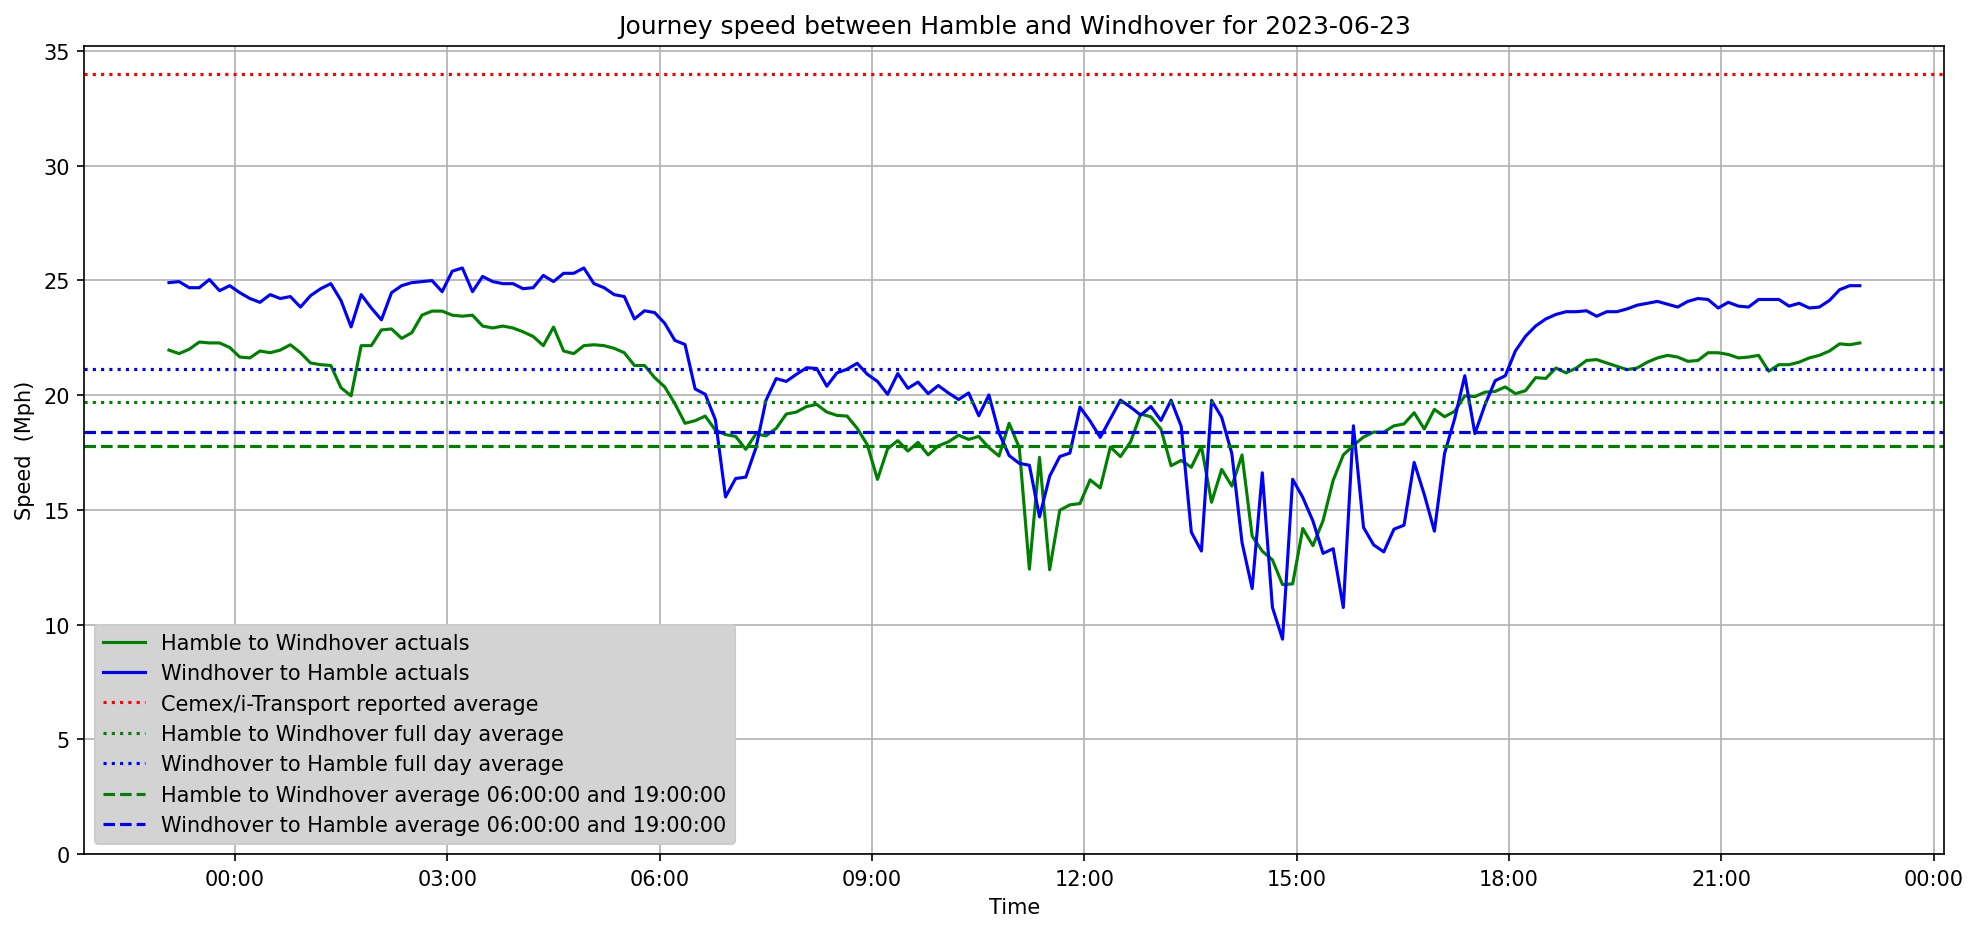 Journey speed between Hamble and Windhover for 2023-06-23
35
30
25
20
15
10
5
0
Speed  (Mph)
Hamble to Windhover actuals
Windhover to Hamble actuals
Cemex/i-Transport reported average
Hamble to Windhover full day average
Windhover to Hamble full day average
Hamble to Windhover average 06:00:00 and 19:00:00
Windhover to Hamble average 06:00:00 and 19:00:00
00:00 03:00 06:00 09:00 12:00 15:00 18:00 21:00 00:00
Time